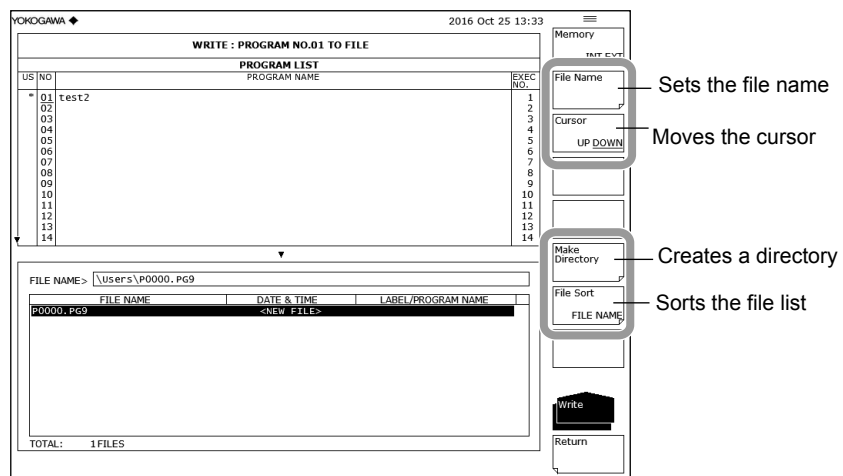 YOKOGAWA ◆ 2016 Oct 25 13:33
WRITE : PROGRAM NO.01 TO FILE
PROGRAM LIST
US NO PROGRAM NAME EXEC NO.
* 01 test2 1
02 2
03 3
04 4
05 5
06 6
07 7
08 8
09 9
10 10
11 11
12 12
13 13
14 14
FILE NAME> \Users\P0000.PG9
FILE NAME DATE & TIME LABEL/PROGRAM NAME
P0000.PG9 <NEW FILE>
TOTAL: 1FILES
Memory
INT EXT
File Name
Cursor
UP DOWN
Make
Directory
File Sort
FILE NAME
Write
Return
Sets the file name
Moves the cursor
Creates a directory
Sorts the file list